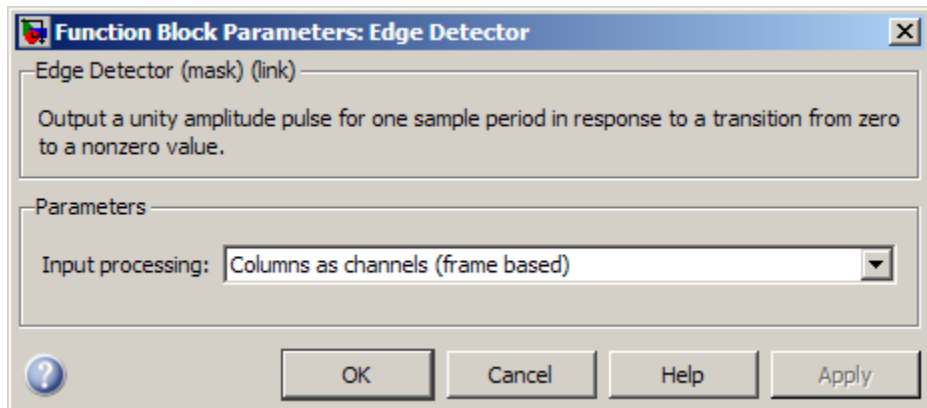 Function Block Parameters: Edge Detector
Edge Detector (mask) (link)
Output a unity amplitude pulse for one sample period in response to a transition from zero
to a nonzero value.
Parameters
Input processing: Columns as channels (frame based)
? OK Cancel Help Apply